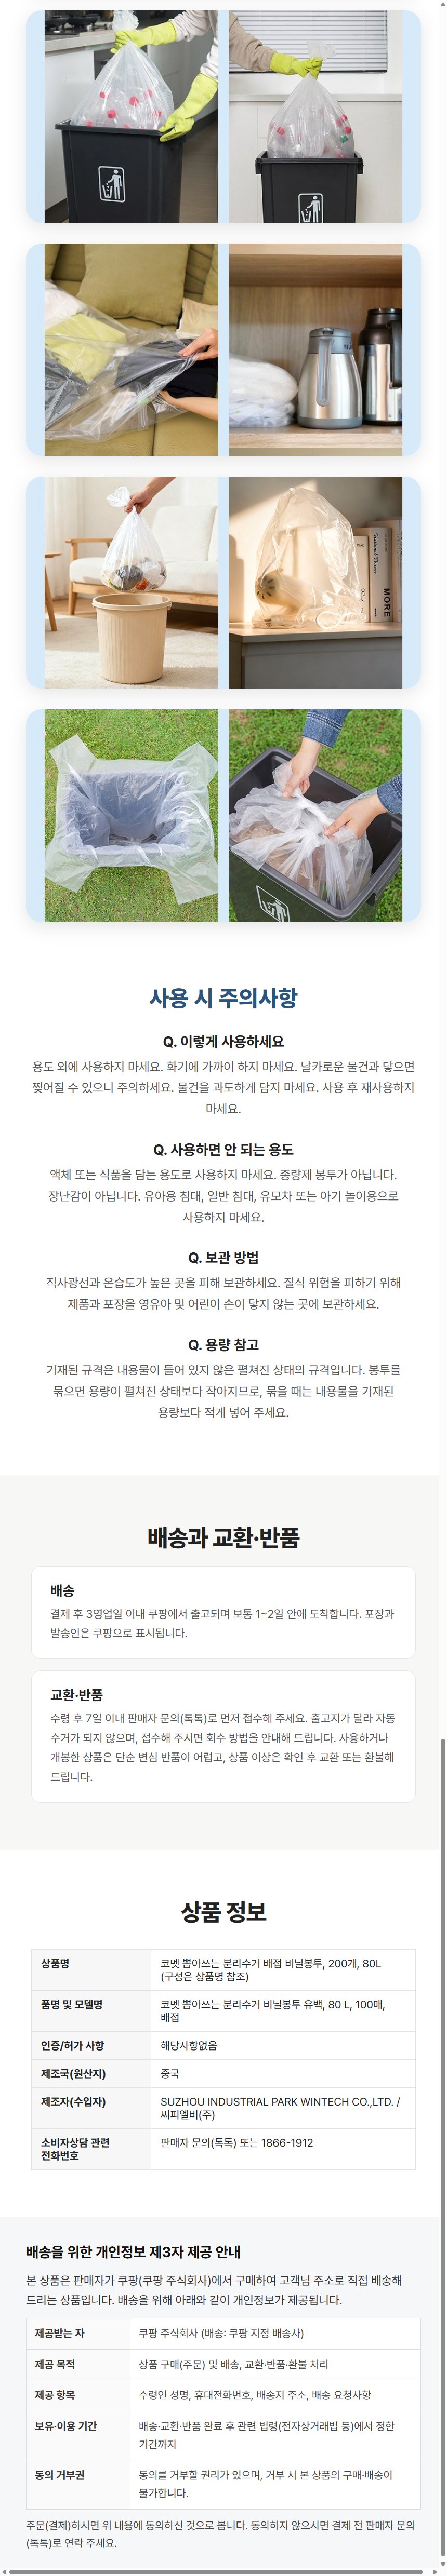 MORE
사용 시 주의사항
Q. 이렇게 사용하세요
용도 외에 사용하지 마세요. 화기에 가까이 하지 마세요. 날카로운 물건과 닿으면
찢어질 수 있으니 주의하세요. 물건을 과도하게 담지 마세요. 사용 후 재사용하지
마세요.
Q. 사용하면 안 되는 용도
액체 또는 식품을 담는 용도로 사용하지 마세요. 종량제 봉투가 아닙니다.
장난감이 아닙니다. 유아용 침대, 일반 침대, 유모차 또는 아기 놀이용으로
사용하지 마세요.
Q. 보관 방법
직사광선과 온습도가 높은 곳을 피해 보관하세요. 질식 위험을 피하기 위해
제품과 포장을 영유아 및 어린이 손이 닿지 않는 곳에 보관하세요.
Q. 용량 참고
기재된 규격은 내용물이 들어 있지 않은 펼쳐진 상태의 규격입니다. 봉투를
묶으면 용량이 펼쳐진 상태보다 작아지므로, 묶을 때는 내용물을 기재된
용량보다 적게 넣어 주세요.
배송과 교환·반품
배송
결제 후 3영업일 이내 쿠팡에서 출고되며 보통 1~2일 안에 도착합니다. 포장과
발송인은 쿠팡으로 표시됩니다.
교환·반품
수령 후 7일 이내 판매자 문의(톡톡)로 먼저 접수해 주세요. 출고지가 달라 자동
수거가 되지 않으며, 접수해 주시면 회수 방법을 안내해 드립니다. 사용하거나
개봉한 상품은 단순 변심 반품이 어렵고, 상품 이상은 확인 후 교환 또는 환불해
드립니다.
상품 정보
상품명
코멧 뽑아쓰는 분리수거 배접 비닐봉투, 200개, 80L
(구성은 상품명 참조)
품명 및 모델명
코멧 뽑아쓰는 분리수거 비닐봉투 유백, 80 L, 100매,
배접
인증/허가 사항
해당사항없음
제조국(원산지)
중국
제조자(수입자)
SUZHOU INDUSTRIAL PARK WINTECH CO.,LTD. /
씨피엘비(주)
소비자상담 관련
전화번호
판매자 문의(톡톡) 또는 1866-1912
배송을 위한 개인정보 제3자 제공 안내
본 상품은 판매자가 쿠팡(쿠팡 주식회사)에서 구매하여 고객님 주소로 직접 배송해
드리는 상품입니다. 배송을 위해 아래와 같이 개인정보가 제공됩니다.
제공받는 자
쿠팡 주식회사 (배송: 쿠팡 지정 배송사)
제공 목적
상품 구매(주문) 및 배송, 교환·반품·환불 처리
제공 항목
수령인 성명, 휴대전화번호, 배송지 주소, 배송 요청사항
보유·이용 기간
배송·교환·반품 완료 후 관련 법령(전자상거래법 등)에서 정한
기간까지
동의 거부권
동의를 거부할 권리가 있으며, 거부 시 본 상품의 구매·배송이
불가합니다.
주문(결제)하시면 위 내용에 동의하신 것으로 봅니다. 동의하지 않으시면 결제 전 판매자 문의
(톡톡)로 연락 주세요.